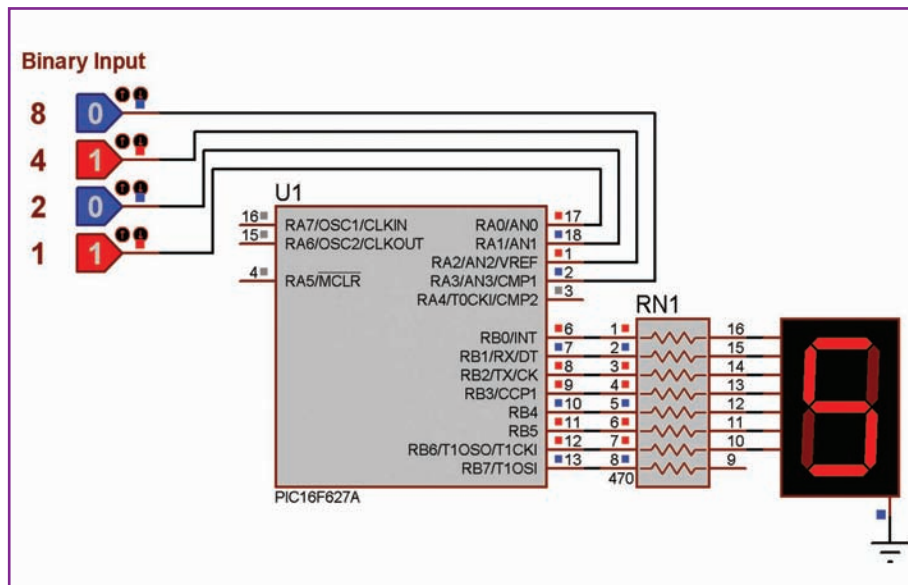 Binary Input
8 0
4 1
2 0
1 1
U1
16 RA7/OSC1/CLKIN RA0/AN0 17
15 RA6/OSC2/CLKOUT RA1/AN1 18
RA2/AN2/VREF 1
4 RA5/MCLR RA3/AN3/CMP1 2
RA4/T0CKI/CMP2 3
RN1
RB0/INT 6 1 16
RB1/RX/DT 7 2 15
RB2/TX/CK 8 3 14
RB3/CCP1 9 4 13
RB4 10 5 12
RB5 11 6 11
RB6/T1OSO/T1CKI 12 7 10
RB7/T1OSI 13 8 9
470
PIC16F627A
5